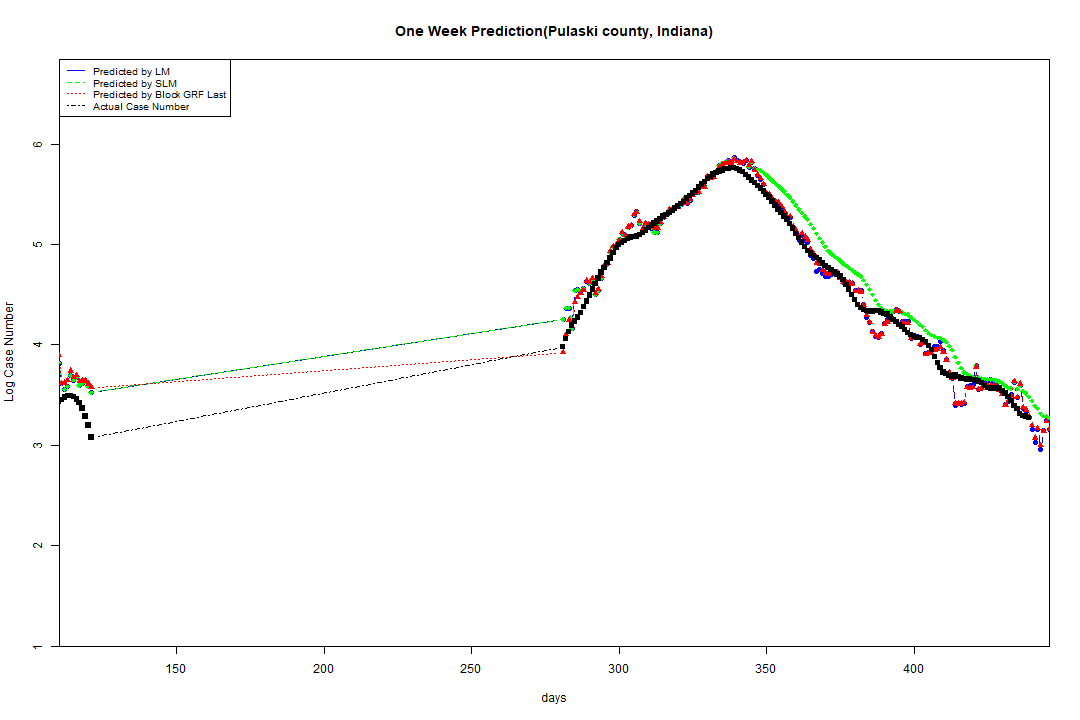 One Week Prediction(Pulaski county, Indiana)
Predicted by LM
Predicted by SLM
Predicted by Block GRF Last
Actual Case Number
6
5
4
3
2
1
Log Case Number
150 200 250 300 350 400
days